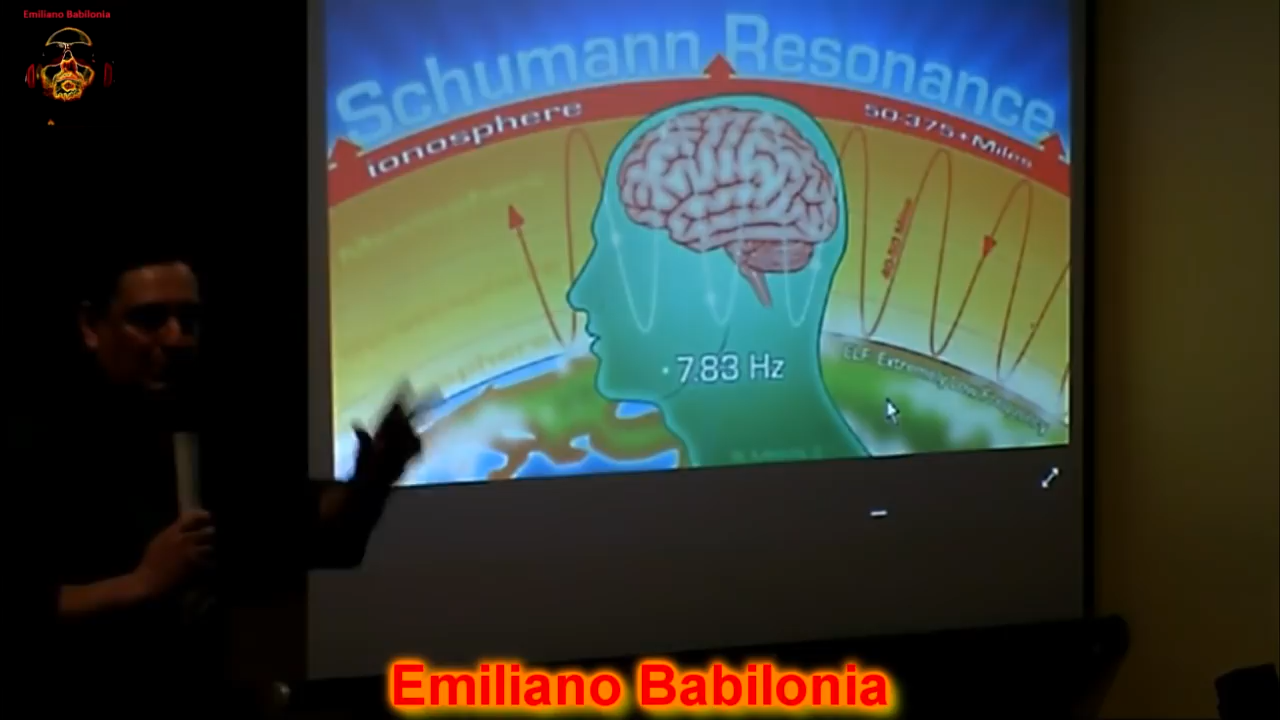 Emiliano Babilonia
Schumann Resonance
ionosphere
50-375+Miles
7.83 Hz
ELF Extremely Low Frequency
Emiliano Babilonia